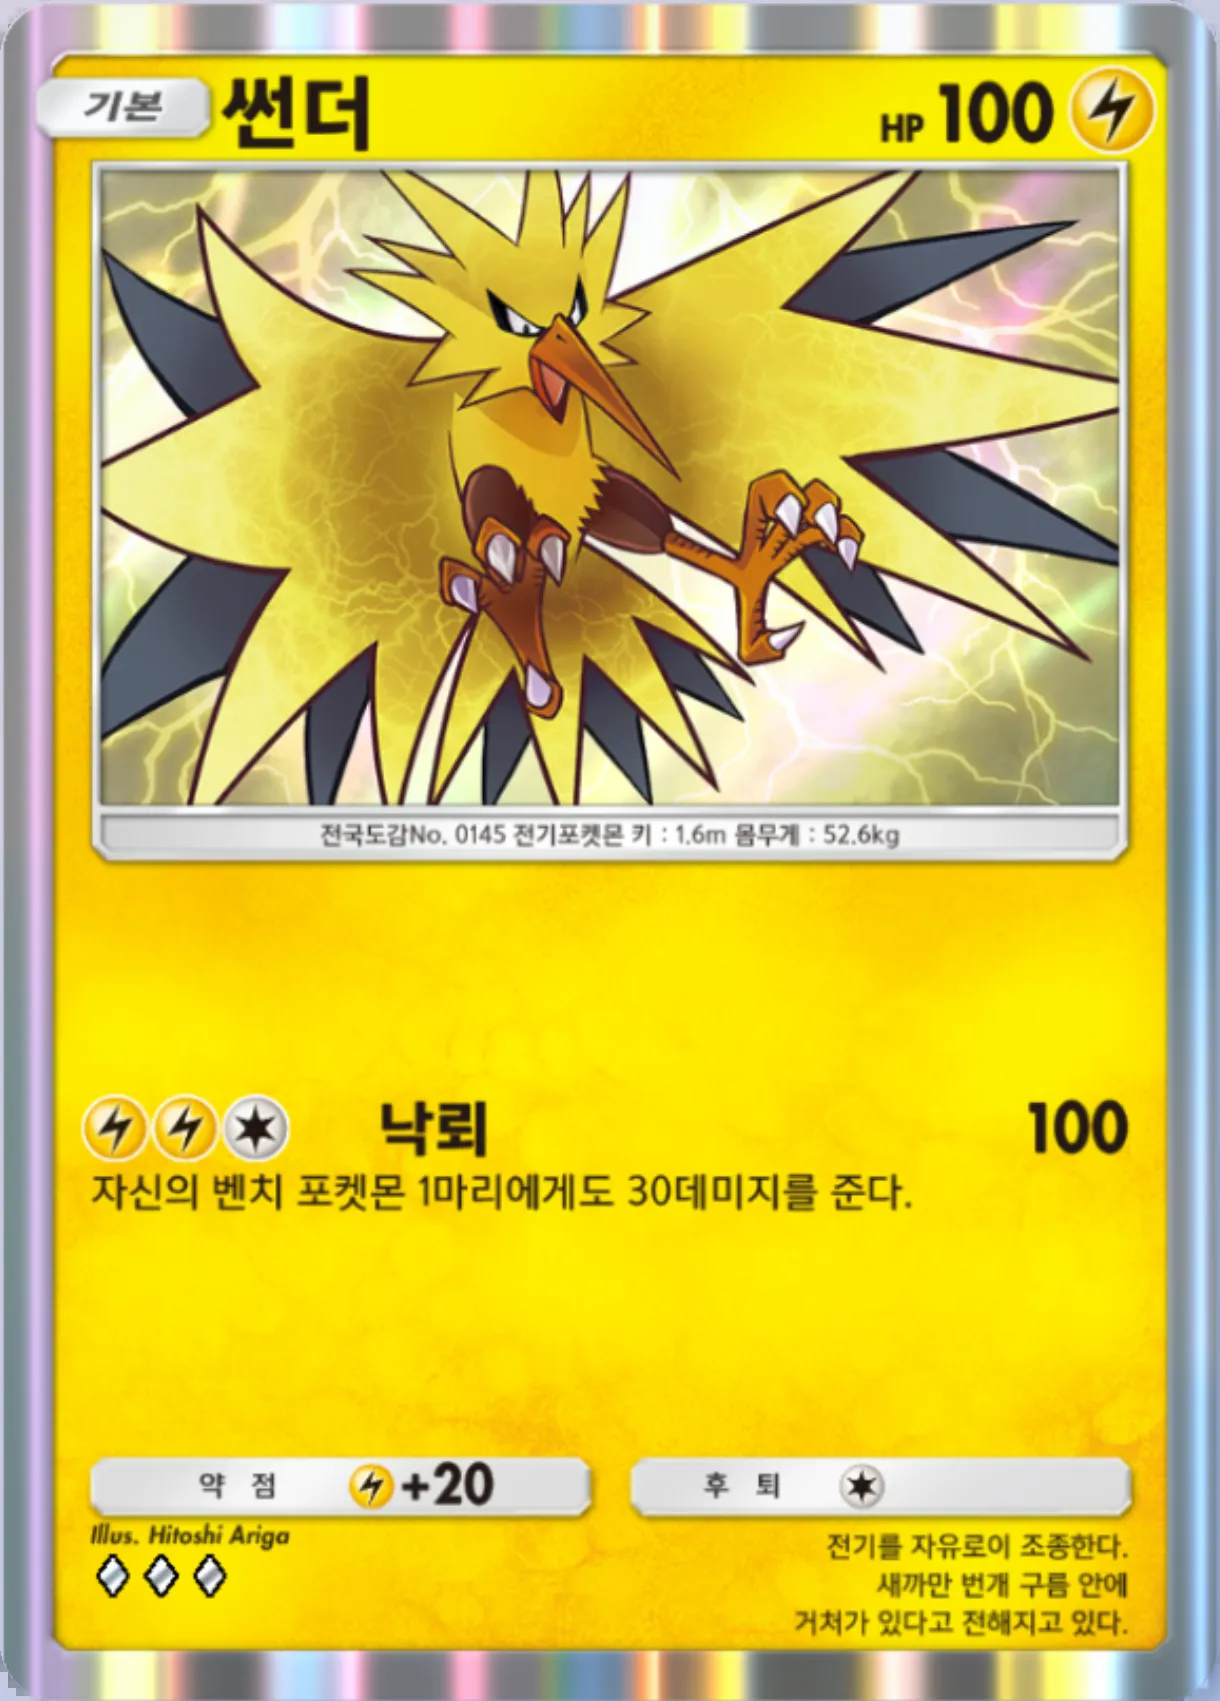 기본 썬더 HP 100
전국도감No. 0145 전기포켓몬 키 : 1.6m 몸무게 : 52.6kg
낙뢰 100
자신의 벤치 포켓몬 1마리에게도 30데미지를 준다.
약 점 +20 후 퇴
Illus. Hitoshi Ariga
전기를 자유로이 조종한다.
새까만 번개 구름 안에
거처가 있다고 전해지고 있다.